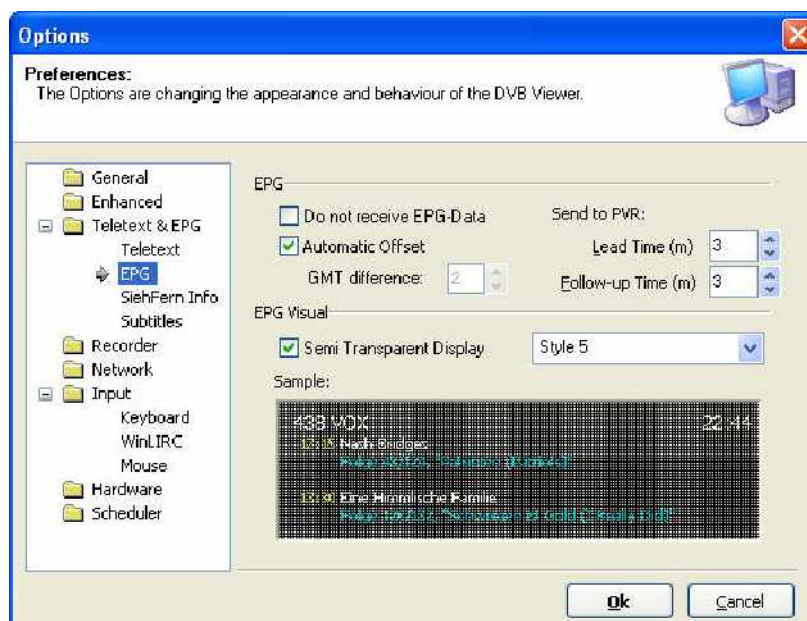 Options
Preferences:
The Options are changing the appearance and behaviour of the DVB Viewer.
General
Enhanced
Teletext & EPG
Teletext
EPG
SiehFern Info
Subtitles
Recorder
Network
Input
Keyboard
WinLIRC
Mouse
Hardware
Scheduler
EPG
Do not receive EPG-Data
Automatic Offset
GMT difference: 2
Send to PVR:
Lead Time (m) 3
Follow-up Time (m) 3
EPG Visual
Semi Transparent Display Style 5
Sample:
438 VOX 22:44
Nash Bridges
Eine Himmlische Familie
Ok Cancel